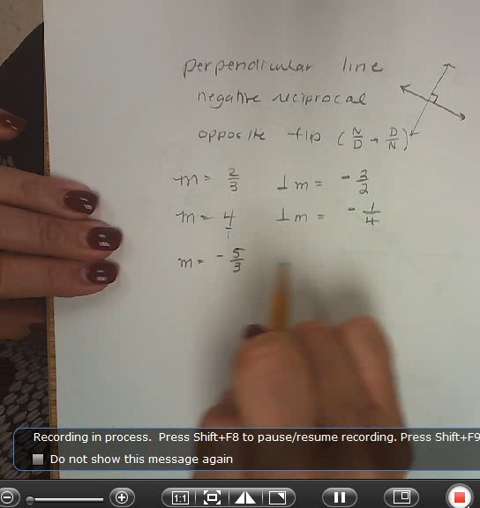 perpendicular line
negative reciprocal
opposite flip (N/D → D/N)
m = 2/3 ⊥ m = - 3/2
m = 4/1 ⊥ m = - 1/4
m = - 5/3
Recording in process. Press Shift+F8 to pause/resume recording. Press Shift+F9
Do not show this message again
1:1